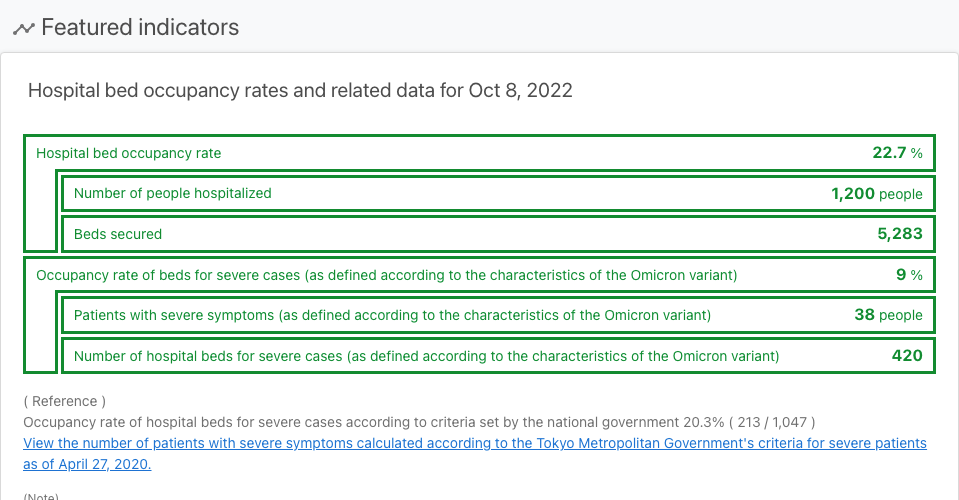 Featured indicators
Hospital bed occupancy rates and related data for Oct 8, 2022
Hospital bed occupancy rate 22.7 %
Number of people hospitalized 1,200 people
Beds secured 5,283
Occupancy rate of beds for severe cases (as defined according to the characteristics of the Omicron variant) 9 %
Patients with severe symptoms (as defined according to the characteristics of the Omicron variant) 38 people
Number of hospital beds for severe cases (as defined according to the characteristics of the Omicron variant) 420
( Reference )
Occupancy rate of hospital beds for severe cases according to criteria set by the national government 20.3% ( 213 / 1,047 )
View the number of patients with severe symptoms calculated according to the Tokyo Metropolitan Government's criteria for severe patients
as of April 27, 2020.
(Note)